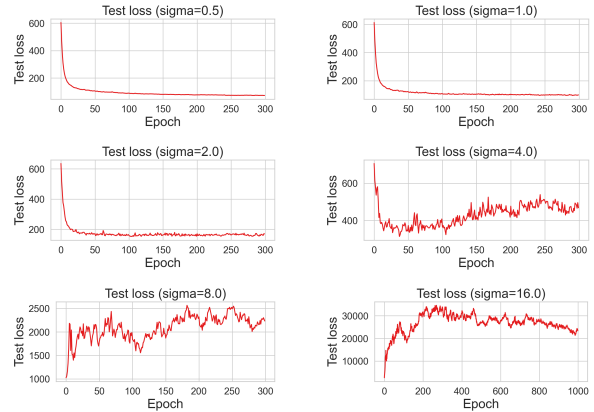 Test loss (sigma=0.5)
Test loss
600
400
200
0 50 100 150 200 250 300
Epoch
Test loss (sigma=1.0)
Test loss
600
400
200
0 50 100 150 200 250 300
Epoch
Test loss (sigma=2.0)
Test loss
600
400
200
0 50 100 150 200 250 300
Epoch
Test loss (sigma=4.0)
Test loss
600
400
0 50 100 150 200 250 300
Epoch
Test loss (sigma=8.0)
Test loss
2500
2000
1500
1000
0 50 100 150 200 250 300
Epoch
Test loss (sigma=16.0)
Test loss
30000
20000
10000
0 200 400 600 800 1000
Epoch